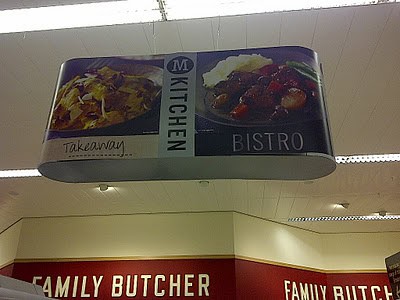 M
KITCHEN
Takeaway
BISTRO
FAMILY BUTCHER
FAMILY BUTCH